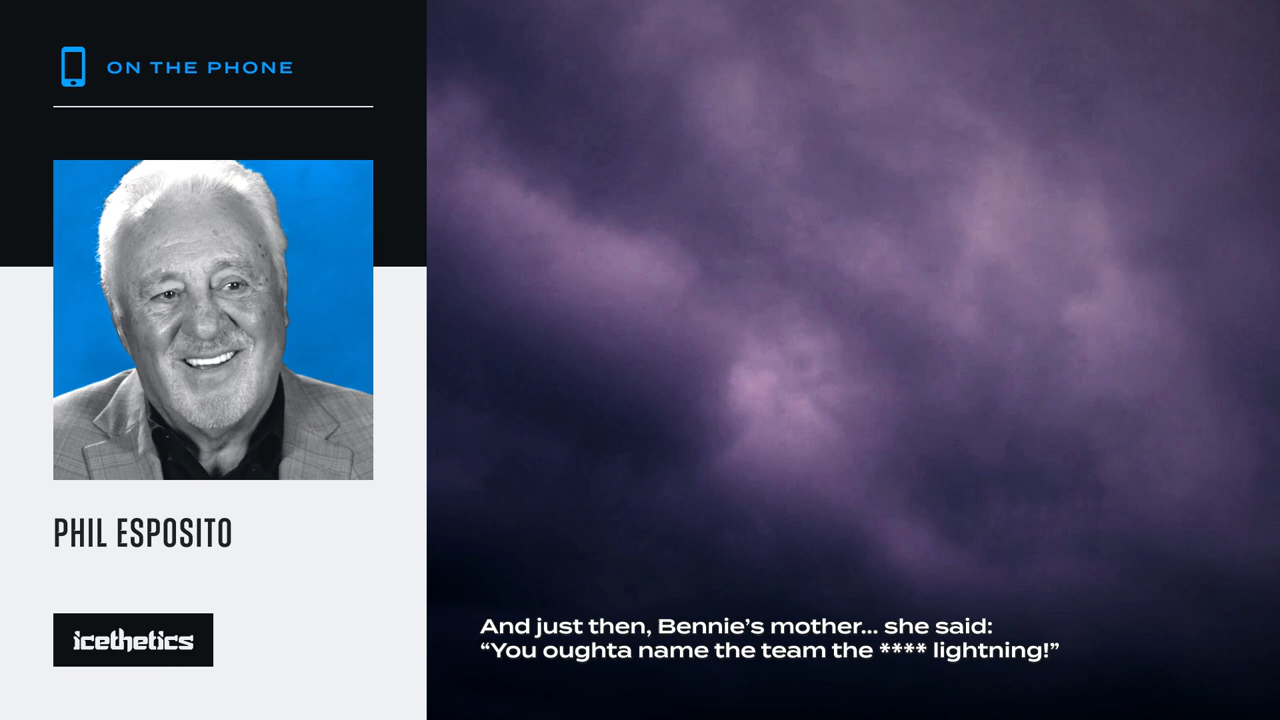 ON THE PHONE
PHIL ESPOSITO
icethetics
And just then, Bennie’s mother... she said:
“You oughta name the team the **** lightning!”